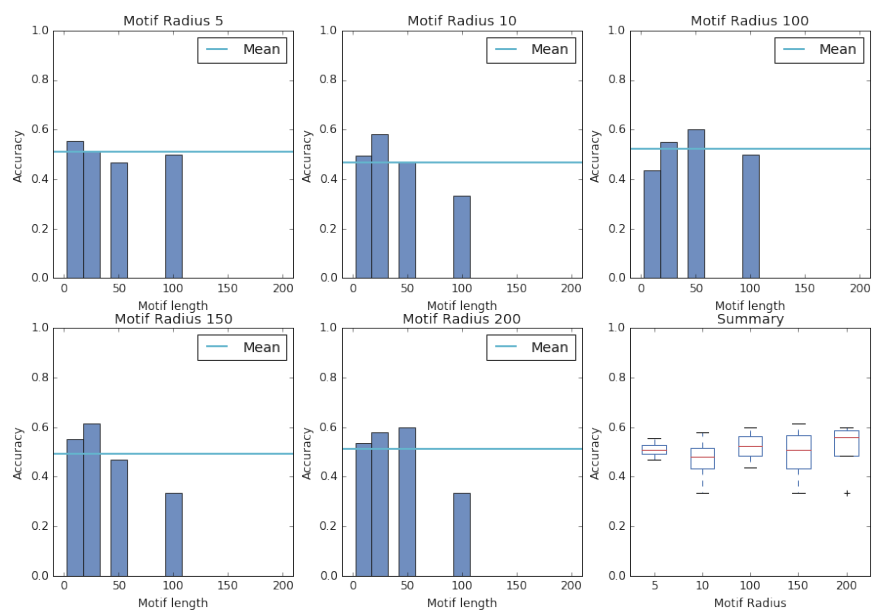 Motif Radius 5
1.0
0.8
0.6
0.4
0.2
0.0
Accuracy
Mean
0 50 100 150 200
Motif length
Motif Radius 10
1.0
0.8
0.6
0.4
0.2
0.0
Accuracy
Mean
0 50 100 150 200
Motif length
Motif Radius 100
1.0
0.8
0.6
0.4
0.2
0.0
Accuracy
Mean
0 50 100 150 200
Motif length
Motif Radius 150
1.0
0.8
0.6
0.4
0.2
0.0
Accuracy
Mean
0 50 100 150 200
Motif length
Motif Radius 200
1.0
0.8
0.6
0.4
0.2
0.0
Accuracy
Mean
0 50 100 150 200
Motif length
Summary
1.0
0.8
0.6
0.4
0.2
0.0
Accuracy
5 10 100 150 200
Motif Radius